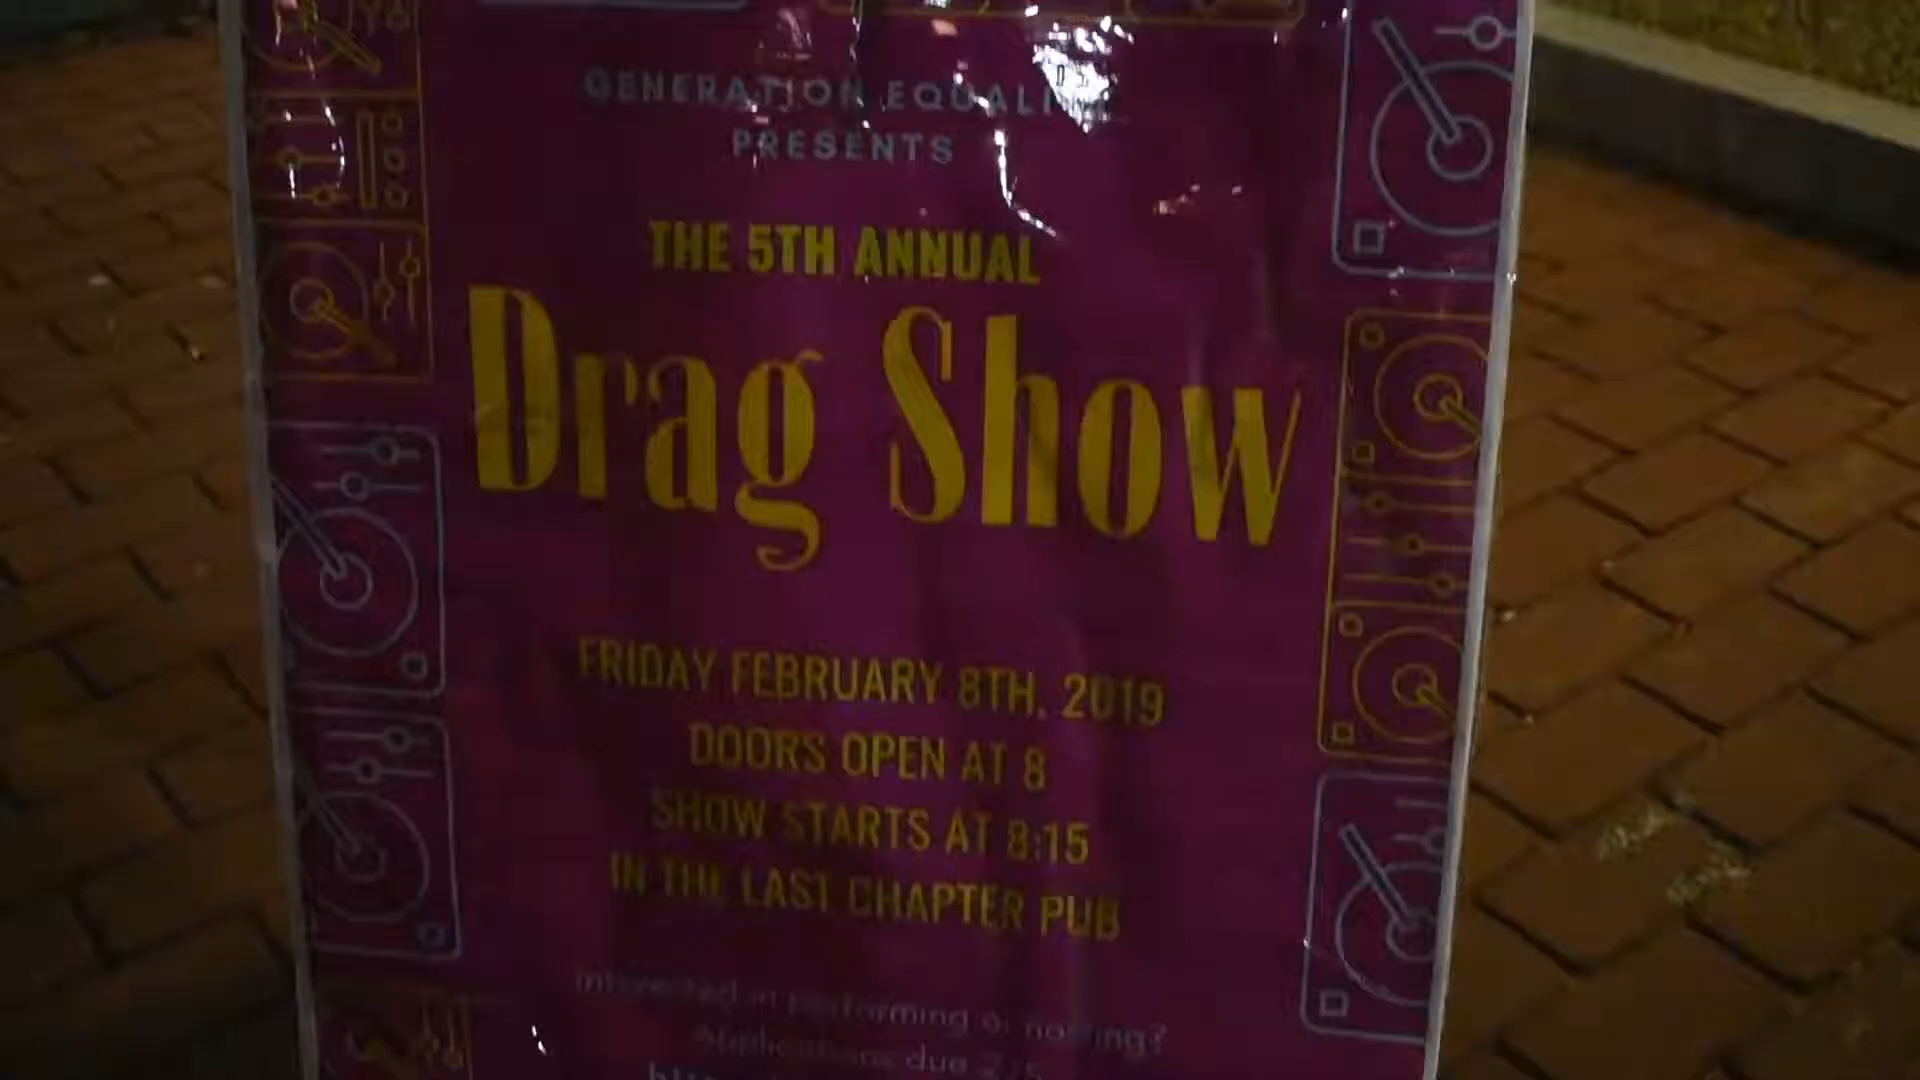 GENERATION EQUALITY
PRESENTS
THE 5TH ANNUAL
Drag Show
FRIDAY FEBRUARY 8TH, 2019
DOORS OPEN AT 8
SHOW STARTS AT 8:15
IN THE LAST CHAPTER PUB
Interested in performing or hosting?
Applications due 2/5